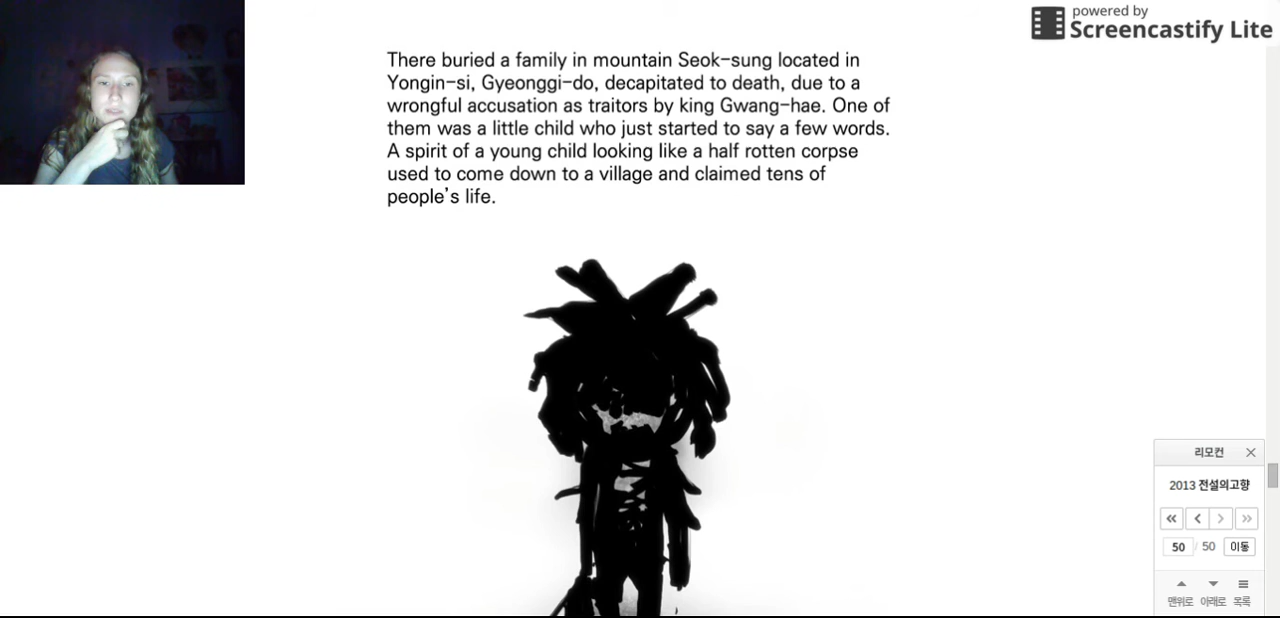 powered by
Screencastify Lite
There buried a family in mountain Seok-sung located in
Yongin-si, Gyeonggi-do, decapitated to death, due to a
wrongful accusation as traitors by king Gwang-hae. One of
them was a little child who just started to say a few words.
A spirit of a young child looking like a half rotten corpse
used to come down to a village and claimed tens of
people's life.
리모컨
2013 전설의고향
50 / 50 이동
맨위로 아래로 목록